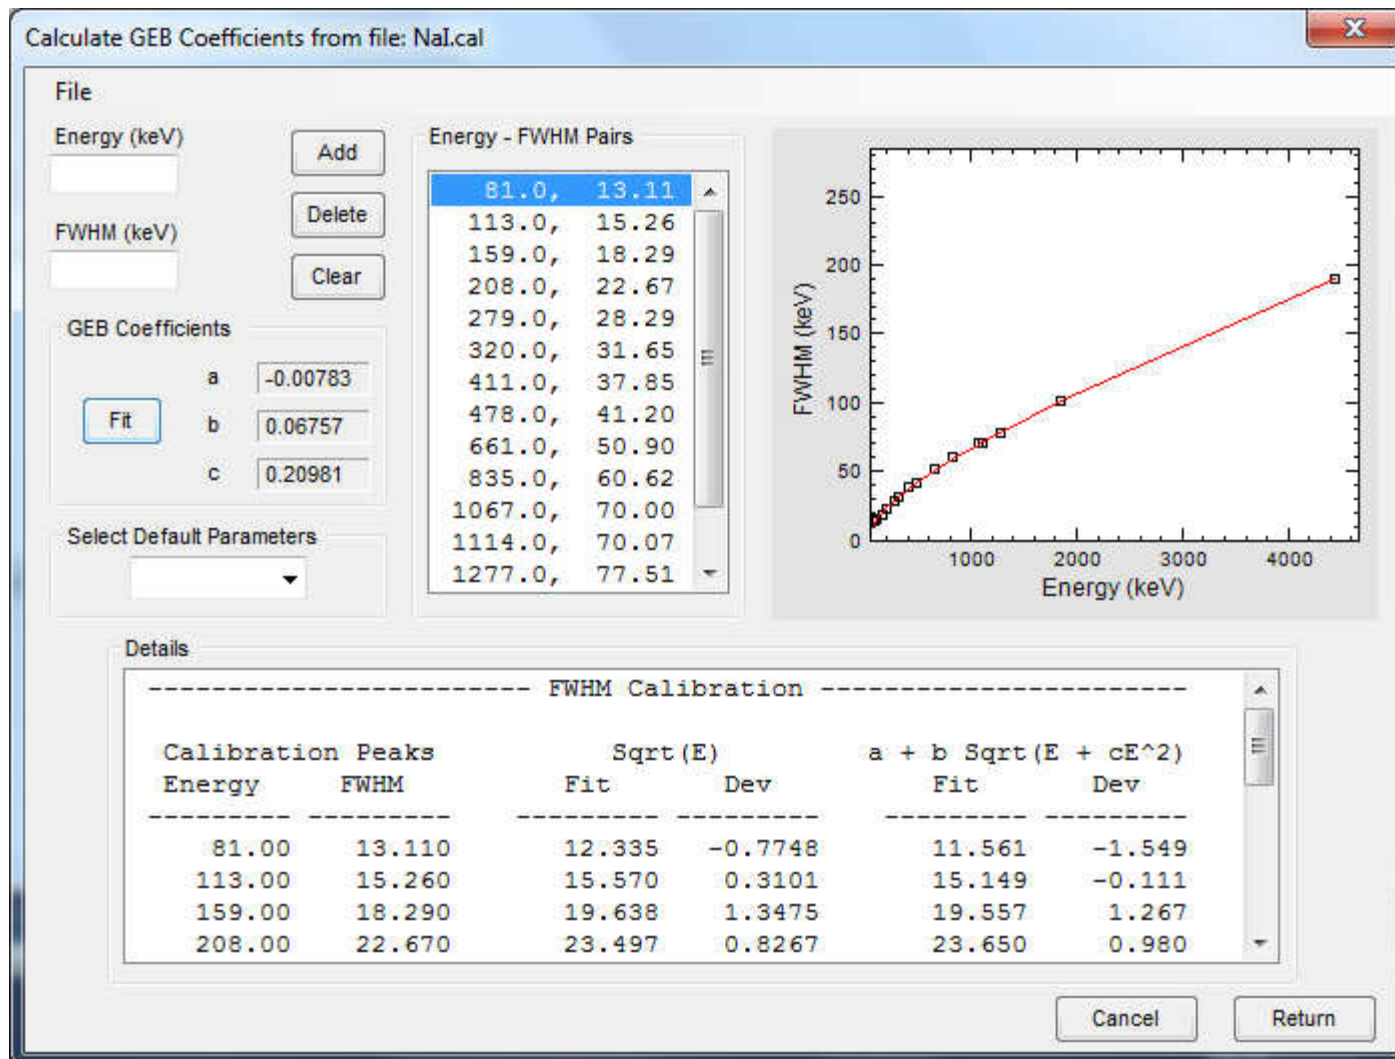 Calculate GEB Coefficients from file: NaI.cal
File
Energy (keV)
Add
Delete
FWHM (keV)
Clear
GEB Coefficients
a -0.00783
Fit
b 0.06757
c 0.20981
Select Default Parameters
Energy - FWHM Pairs
81.0, 13.11
113.0, 15.26
159.0, 18.29
208.0, 22.67
279.0, 28.29
320.0, 31.65
411.0, 37.85
478.0, 41.20
661.0, 50.90
835.0, 60.62
1067.0, 70.00
1114.0, 70.07
1277.0, 77.51
FWHM (keV)
250
200
150
100
50
0
1000 2000 3000 4000
Energy (keV)
Details
------------------------ FWHM Calibration -----------------------
Calibration Peaks Sqrt(E) a + b Sqrt(E + cE^2)
Energy FWHM Fit Dev Fit Dev
--------- --------- --------- --------- --------- ---------
81.00 13.110 12.335 -0.7748 11.561 -1.549
113.00 15.260 15.570 0.3101 15.149 -0.111
159.00 18.290 19.638 1.3475 19.557 1.267
208.00 22.670 23.497 0.8267 23.650 0.980
Cancel
Return